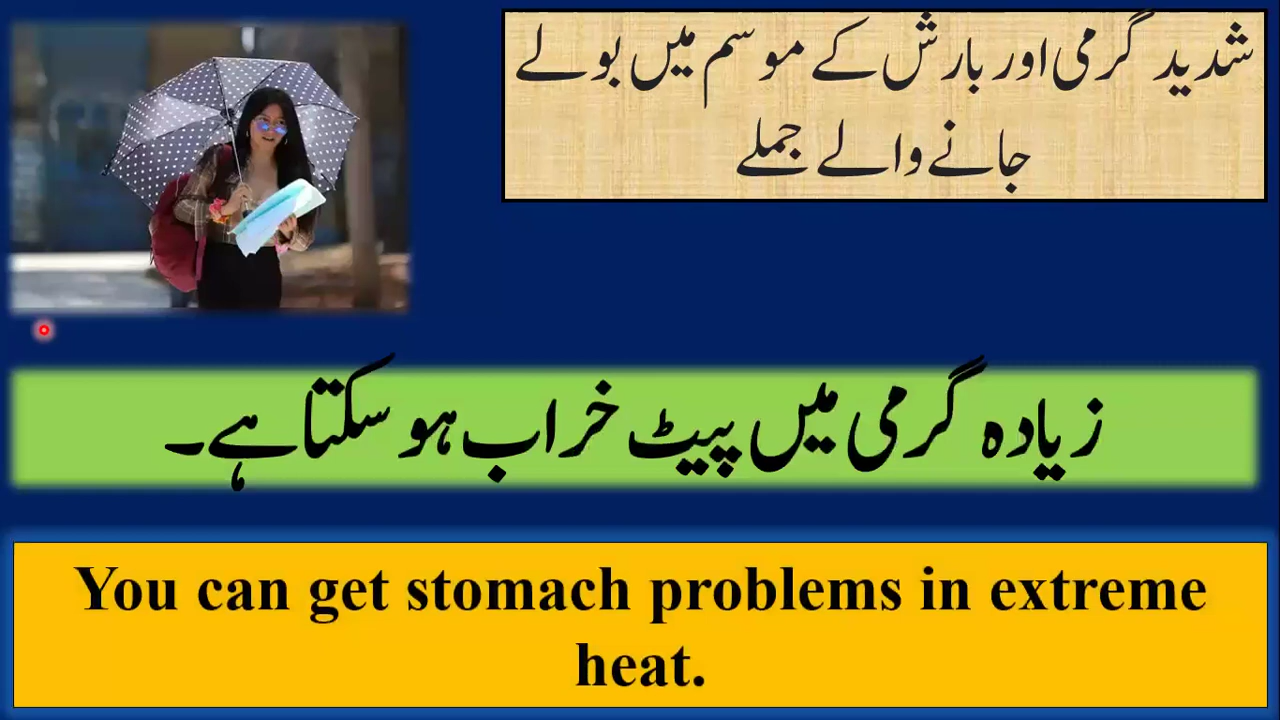 شدید گرمی اور بارش کے موسم میں بولے
جانے والے جملے
زیادہ گرمی میں پیٹ خراب ہو سکتا ہے۔
You can get stomach problems in extreme
heat.